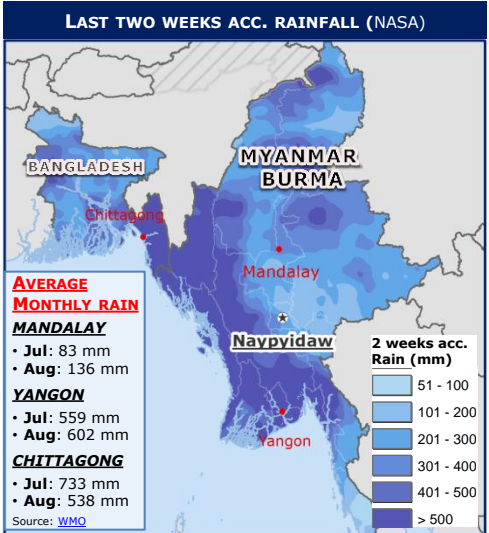 LAST TWO WEEKS ACC. RAINFALL (NASA)
BANGLADESH
MYANMAR
BURMA
Chittagong
Mandalay
Naypyidaw
Yangon
AVERAGE
MONTHLY RAIN
MANDALAY
• Jul: 83 mm
• Aug: 136 mm
YANGON
• Jul: 559 mm
• Aug: 602 mm
CHITTAGONG
• Jul: 733 mm
• Aug: 538 mm
Source: WMO
2 weeks acc.
Rain (mm)
51 - 100
101 - 200
201 - 300
301 - 400
401 - 500
> 500